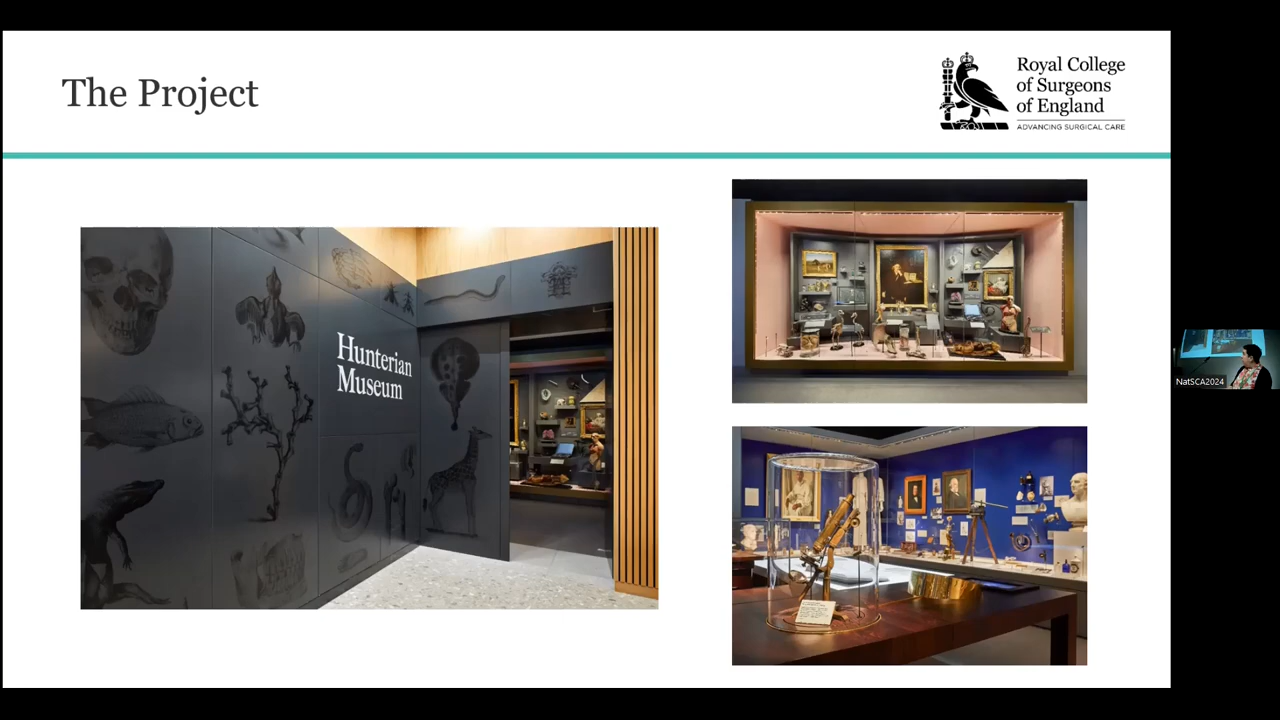 The Project
Royal College
of Surgeons
of England
ADVANCING SURGICAL CARE
Hunterian
Museum
NatSCA2024